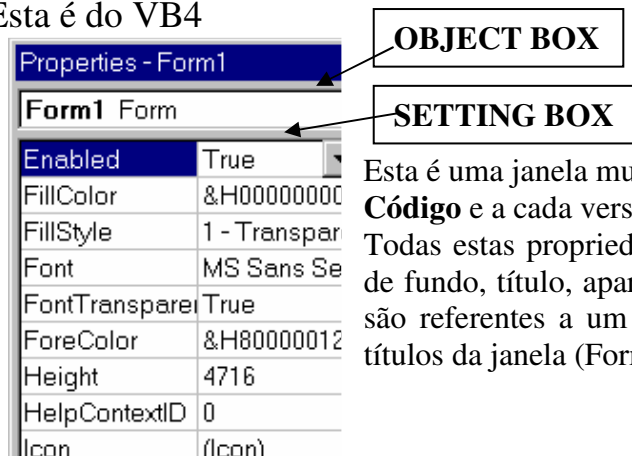 Esta é do VB4
OBJECT BOX
Properties - Form1
Form1 Form
SETTING BOX
Enabled True
FillColor &H00000000
FillStyle 1 - Transpar
Font MS Sans Se
FontTransparen True
ForeColor &H80000012
Height 4716
HelpContextID 0
Icon (Icon)
Esta é uma janela mu
Código e a cada vers
Todas estas propried
de fundo, título, apar
são referentes a um
títulos da janela (For